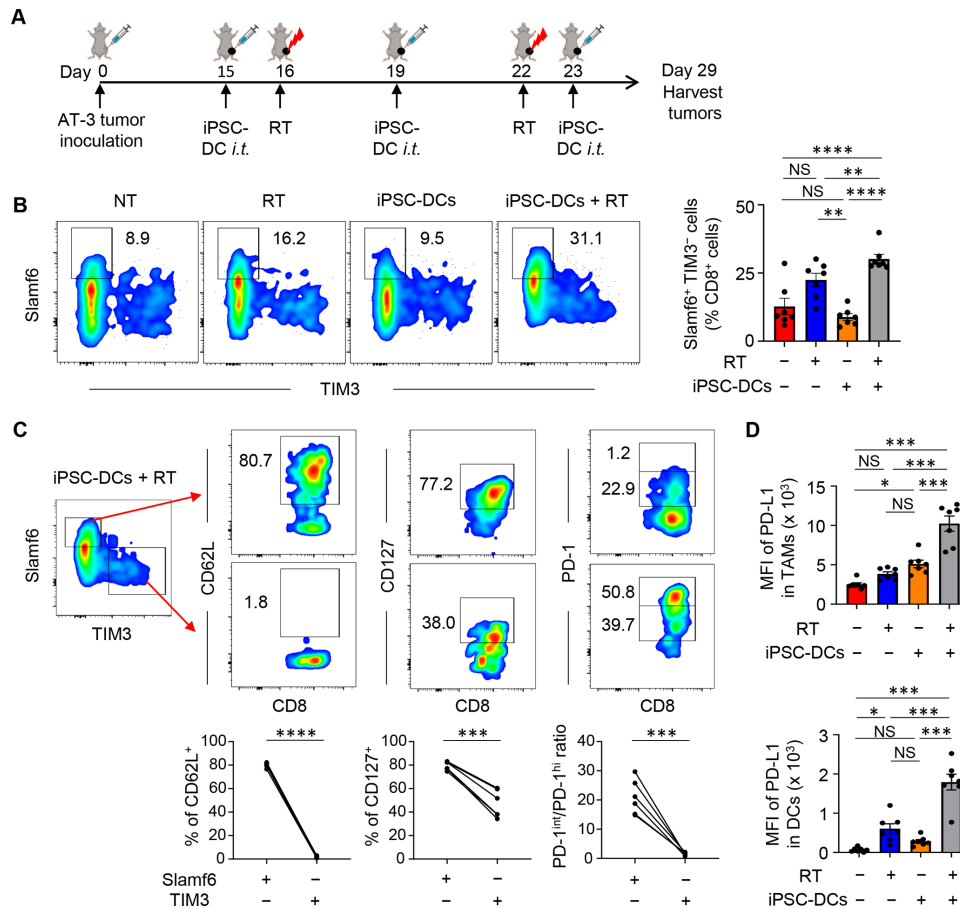 A
Day 0 15 16 19 22 23 Day 29
Harvest
tumors
AT-3 tumor
inoculation
iPSC-
DC i.t.
RT
iPSC-
DC i.t.
RT
iPSC-
DC i.t.
B
NT RT iPSC-DCs iPSC-DCs + RT
8.9 16.2 9.5 31.1
Slamf6
TIM3
****
NS **
NS ****
**
Slamf6⁺ TIM3⁻ cells
(% CD8⁺ cells)
50
25
0
RT – + – +
iPSC-DCs – – + +
C
iPSC-DCs + RT
Slamf6
TIM3
CD62L
80.7
1.8
CD8
CD127
77.2
38.0
CD8
PD-1
1.2
22.9
50.8
39.7
CD8
% of CD62L⁺
100
80
60
40
20
0
****
% of CD127⁺
100
80
60
40
20
0
***
PD-1ⁱⁿᵗ/PD-1ʰⁱ ratio
40
30
20
10
0
***
Slamf6 + – + – + –
TIM3 – + – + – +
D
***
NS ***
* ***
NS
MFI of PD-L1
in TAMs (x 10³)
15
10
5
0
RT – + – +
iPSC-DCs – – + +
***
* ***
NS ***
NS
MFI of PD-L1
in DCs (x 10³)
3
2
1
0
RT – + – +
iPSC-DCs – – + +